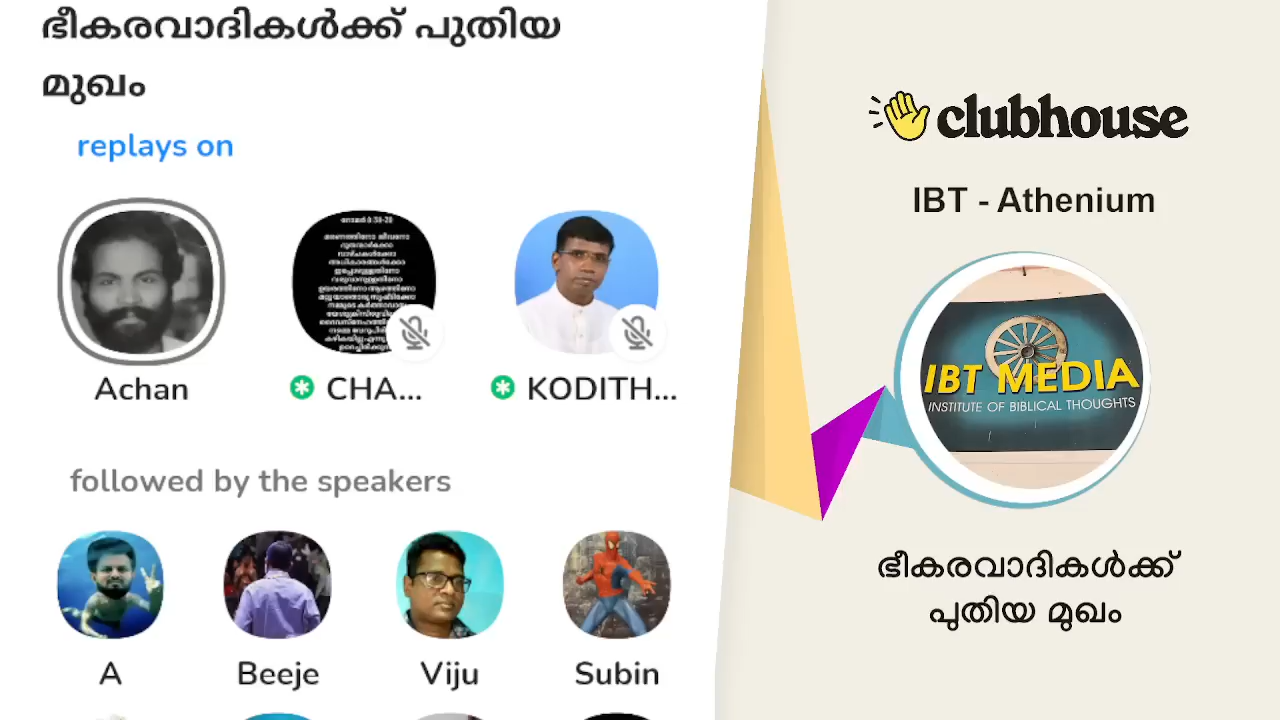 ഭീകരവാദികൾക്ക് പുതിയ
മുഖം
replays on
Achan
CHA...
KODITH...
followed by the speakers
A
Beeje
Viju
Subin
clubhouse
IBT - Athenium
IBT MEDIA
INSTITUTE OF BIBLICAL THOUGHTS
ഭീകരവാദികൾക്ക്
പുതിയ മുഖം